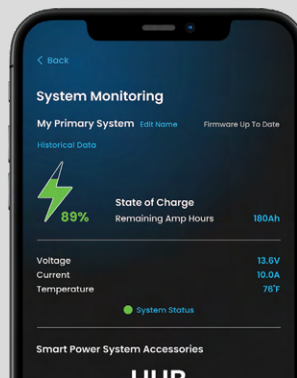 Back
System Monitoring
My Primary System Edit Name Firmware Up To Date
Historical Data
89%
State of Charge
Remaining Amp Hours 180Ah
Voltage 13.6V
Current 10.0A
Temperature 76°F
System Status
Smart Power System Accessories
HUB